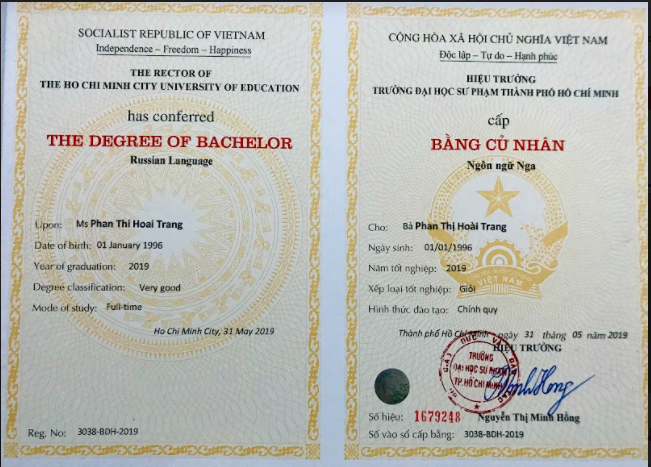 SOCIALIST REPUBLIC OF VIETNAM
Independence – Freedom – Happiness
THE RECTOR OF
THE HO CHI MINH CITY UNIVERSITY OF EDUCATION
has conferred
THE DEGREE OF BACHELOR
Russian Language
Upon: Ms Phan Thi Hoai Trang
Date of birth: 01 January 1996
Year of graduation: 2019
Degree classification: Very good
Mode of study: Full-time
Ho Chi Minh City, 31 May 2019
Reg. No: 3038-BDH-2019
CỘNG HÒA XÃ HỘI CHỦ NGHĨA VIỆT NAM
Độc lập – Tự do – Hạnh phúc
HIỆU TRƯỞNG
TRƯỜNG ĐẠI HỌC SƯ PHẠM THÀNH PHỐ HỒ CHÍ MINH
cấp
BẰNG CỬ NHÂN
Ngôn ngữ Nga
Cho: Bà Phan Thị Hoài Trang
Ngày sinh: 01/01/1996
Năm tốt nghiệp: 2019
VIỆT NAM
Xếp loại tốt nghiệp: Giỏi
Hình thức đào tạo: Chính quy
Thành phố Hồ Chí Minh ngày 31 tháng 05 năm 2019
HIỆU TRƯỞNG
TRƯỜNG
ĐẠI HỌC SƯ PHẠM
TP. HỒ CHÍ MINH
Số hiệu: 1679248 Nguyễn Thị Minh Hồng
Số vào sổ cấp bằng: 3038-BDH-2019